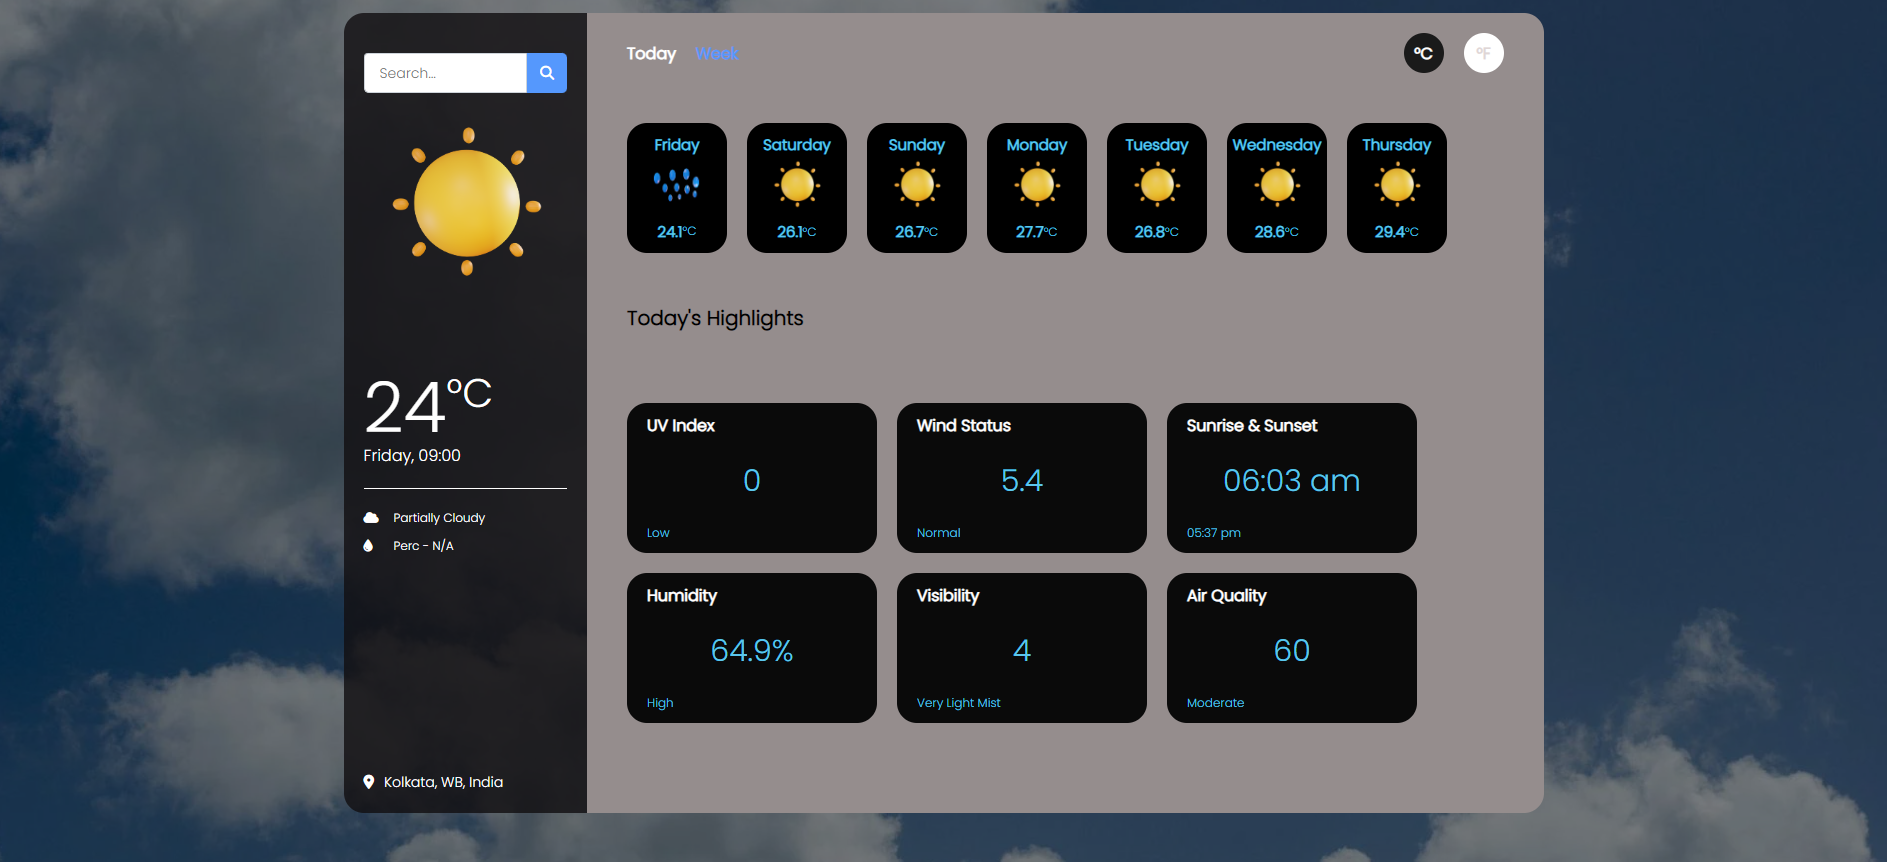 Search...
24°C
Friday, 09:00
Partially Cloudy
Perc - N/A
Kolkata, WB, India
Today Week
°C °F
Friday Saturday Sunday Monday Tuesday Wednesday Thursday
24.1°C 26.1°C 26.7°C 27.7°C 26.8°C 28.6°C 29.4°C
Today's Highlights
UV Index
0
Low
Wind Status
5.4
Normal
Sunrise & Sunset
06:03 am
05:37 pm
Humidity
64.9%
High
Visibility
4
Very Light Mist
Air Quality
60
Moderate